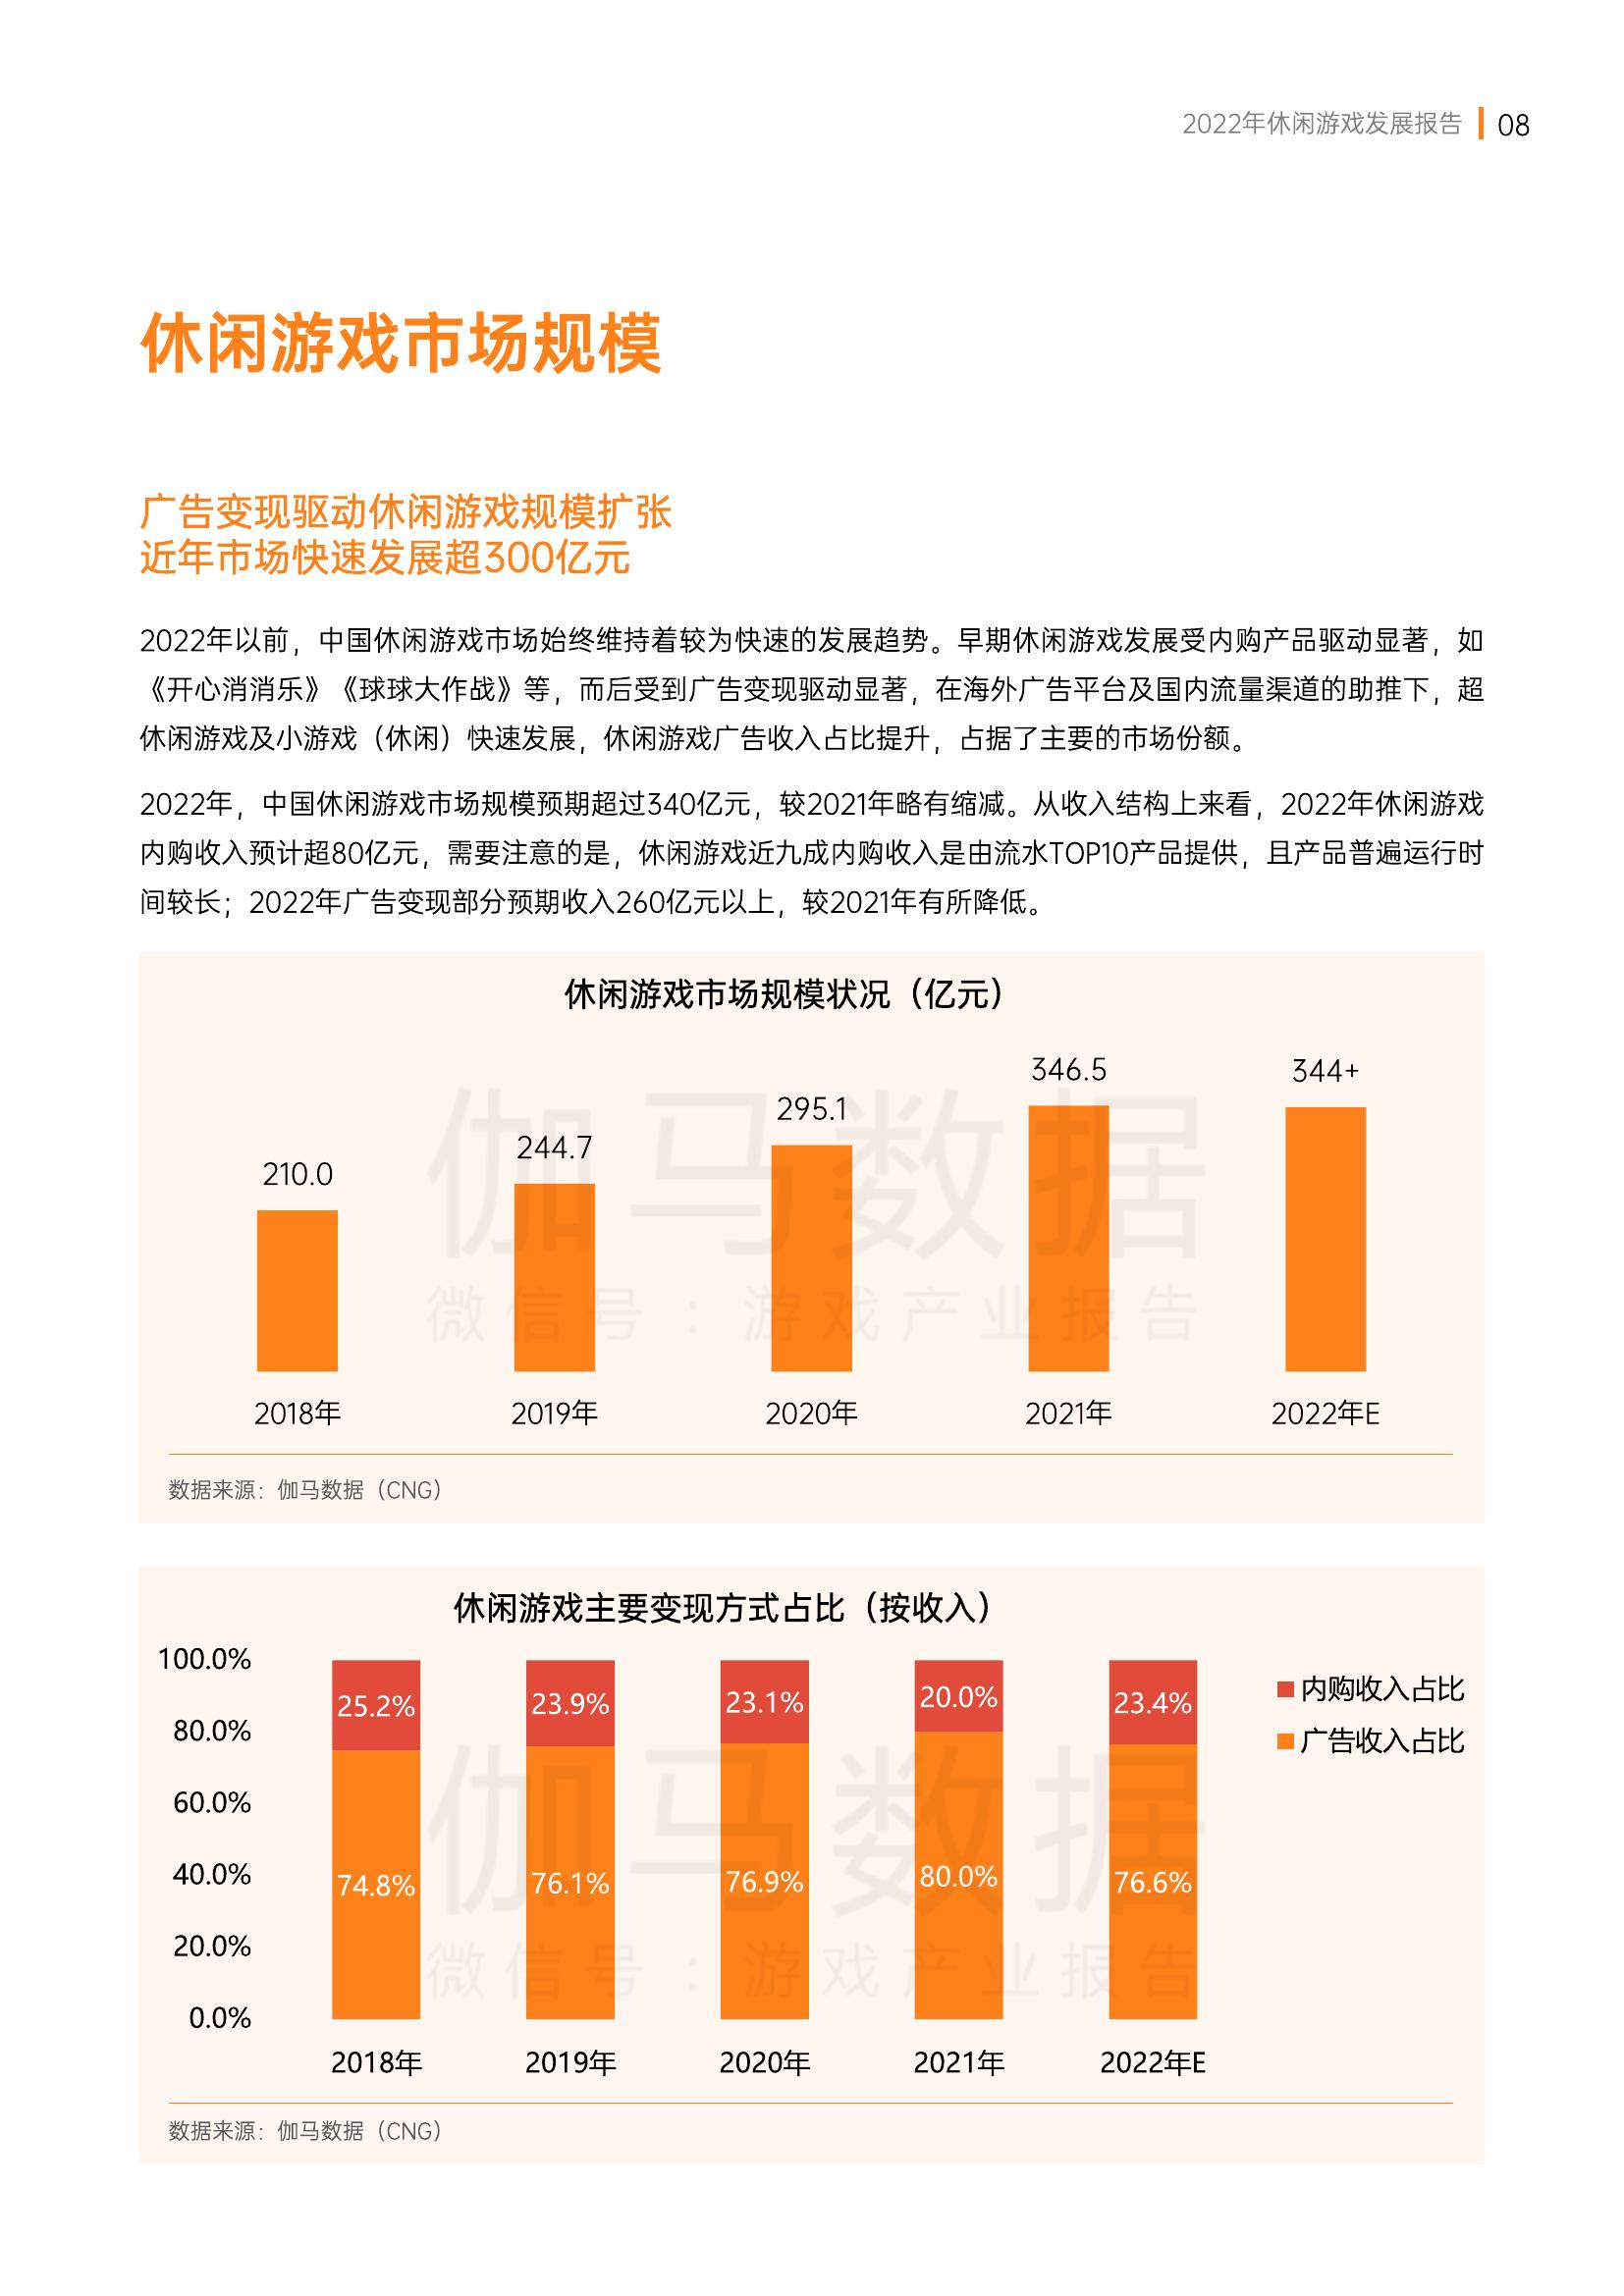 2022年休闲游戏发展报告 08
休闲游戏市场规模
广告变现驱动休闲游戏规模扩张
近年市场快速发展超300亿元
2022年以前，中国休闲游戏市场始终维持着较为快速的发展趋势。早期休闲游戏发展受内购产品驱动显著，如
《开心消消乐》《球球大作战》等，而后受到广告变现驱动显著，在海外广告平台及国内流量渠道的助推下，超
休闲游戏及小游戏（休闲）快速发展，休闲游戏广告收入占比提升，占据了主要的市场份额。
2022年，中国休闲游戏市场规模预期超过340亿元，较2021年略有缩减。从收入结构上来看，2022年休闲游戏
内购收入预计超80亿元，需要注意的是，休闲游戏近九成内购收入是由流水TOP10产品提供，且产品普遍运行时
间较长；2022年广告变现部分预期收入260亿元以上，较2021年有所降低。
休闲游戏市场规模状况（亿元）
210.0 244.7 295.1 346.5 344+
伽马数据
微信号：游戏产业报告
2018年 2019年 2020年 2021年 2022年E
数据来源：伽马数据（CNG）
休闲游戏主要变现方式占比（按收入）
100.0%
80.0%
60.0%
40.0%
20.0%
0.0%
25.2% 23.9% 23.1% 20.0% 23.4%
74.8% 76.1% 76.9% 80.0% 76.6%
内购收入占比
广告收入占比
伽马数据
微信号：游戏产业报告
2018年 2019年 2020年 2021年 2022年E
数据来源：伽马数据（CNG）